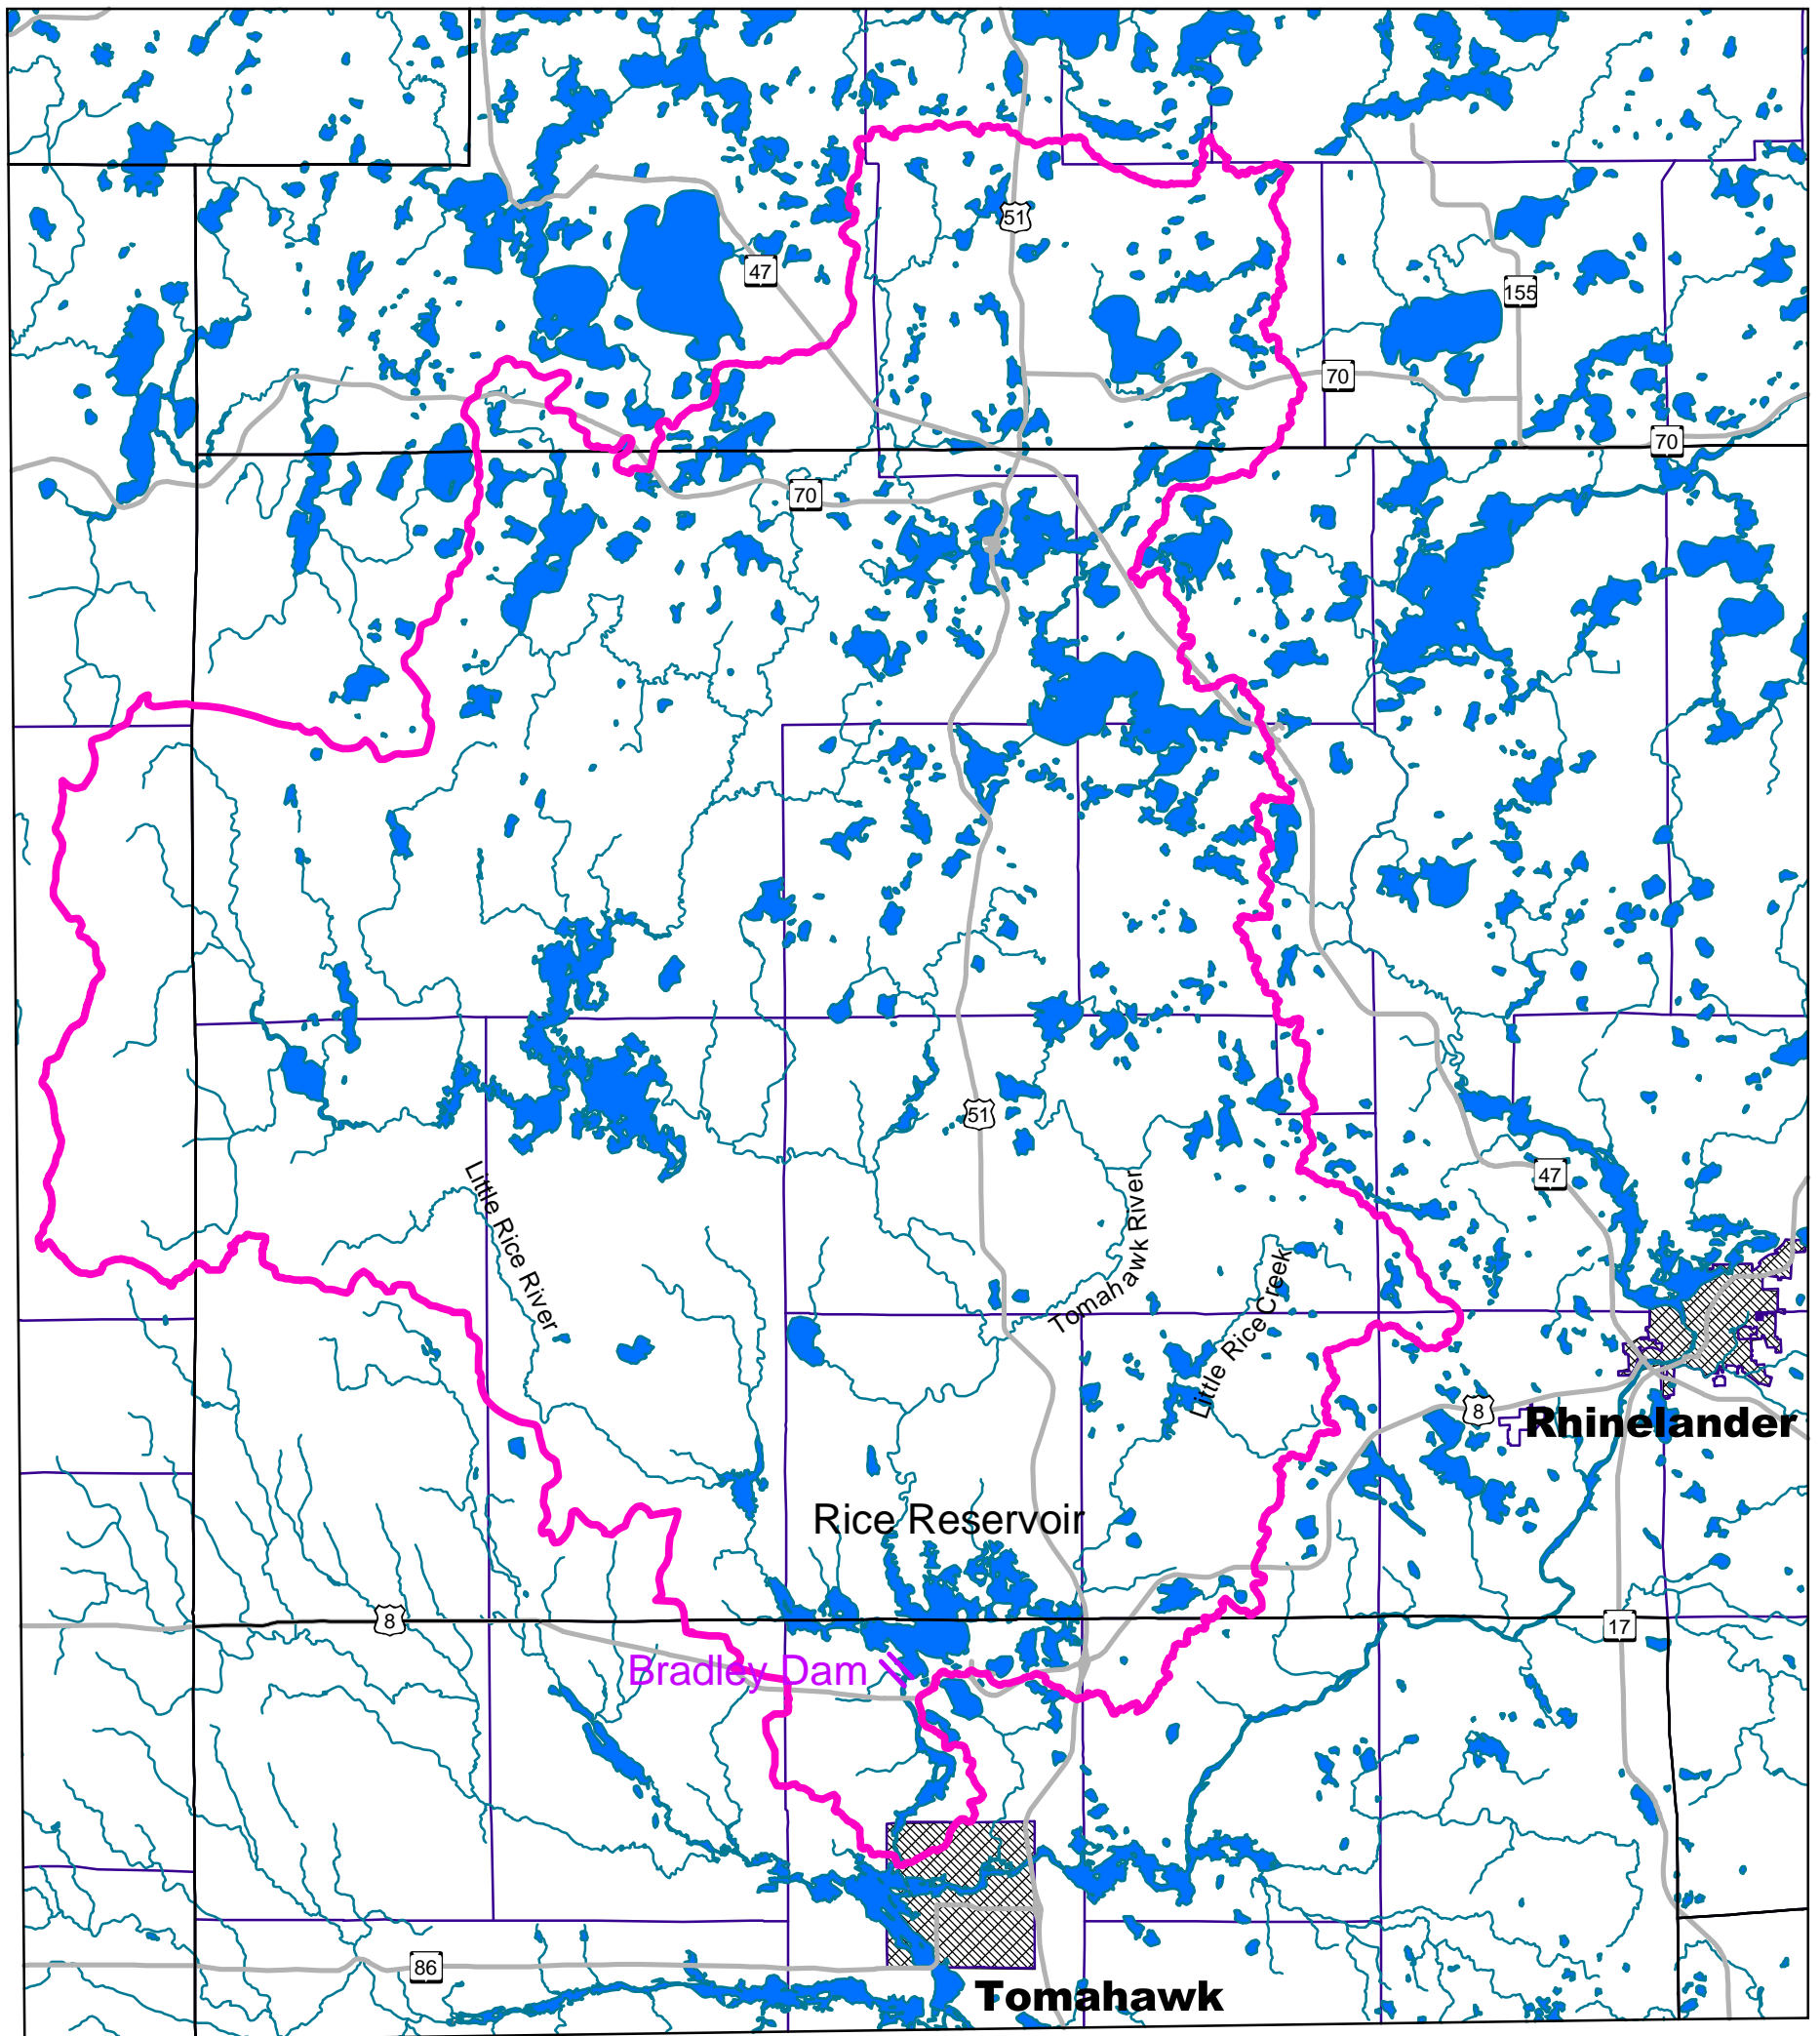 51
47
155
70
70
70
51
47
Little Rice River
Tomahawk River
Little Rice Creek
8
Rhinelander
Rice Reservoir
8
17
Bradley Dam
86
Tomahawk